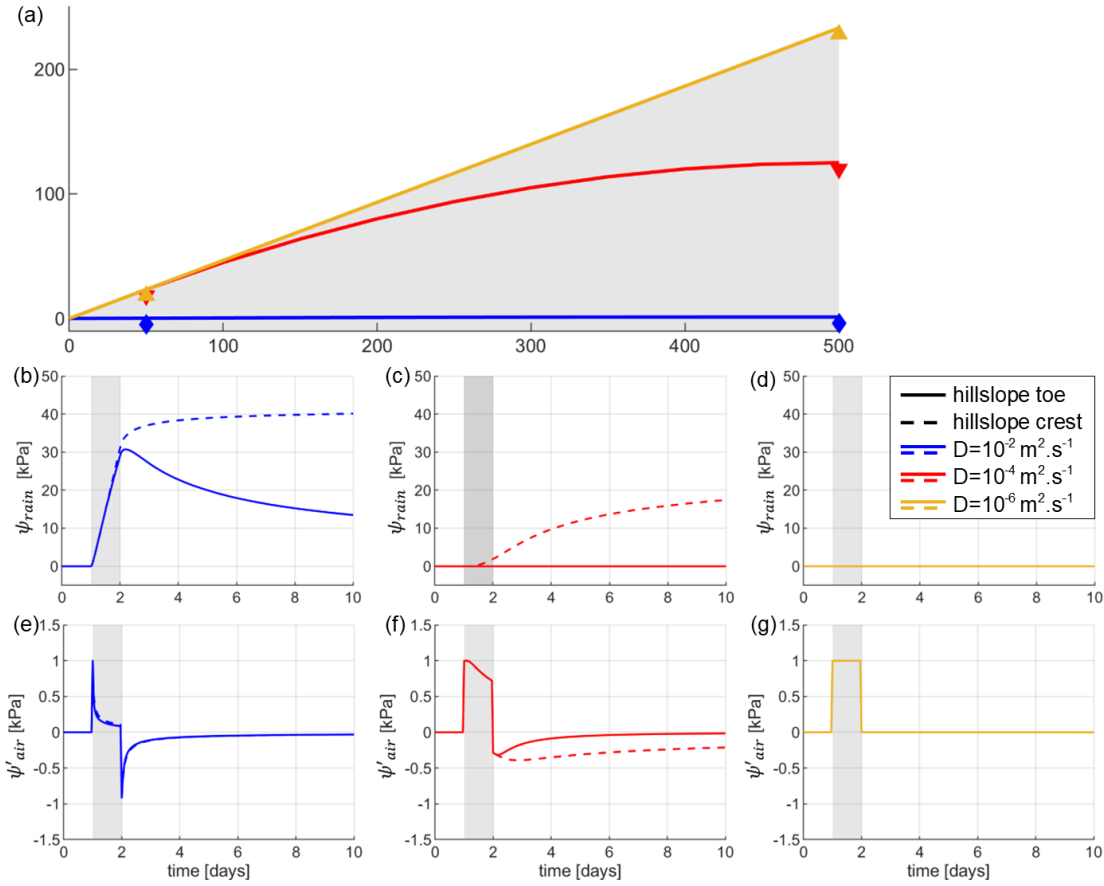 (a)
200
100
0
0 100 200 300 400 500
(b) (c) (d)
50 50 50
40 40 40
30 30 30
20 20 20
10 10 10
0 0 0
ψrain [kPa] ψrain [kPa] ψrain [kPa]
0 2 4 6 8 10 0 2 4 6 8 10 0 2 4 6 8 10
hillslope toe
hillslope crest
D=10⁻² m².s⁻¹
D=10⁻⁴ m².s⁻¹
D=10⁻⁶ m².s⁻¹
(e) (f) (g)
1.5 1.5 1.5
1 1 1
0.5 0.5 0.5
0 0 0
-0.5 -0.5 -0.5
-1 -1 -1
-1.5 -1.5 -1.5
ψ′air [kPa] ψ′air [kPa] ψ′air [kPa]
0 2 4 6 8 10 0 2 4 6 8 10 0 2 4 6 8 10
time [days] time [days] time [days]